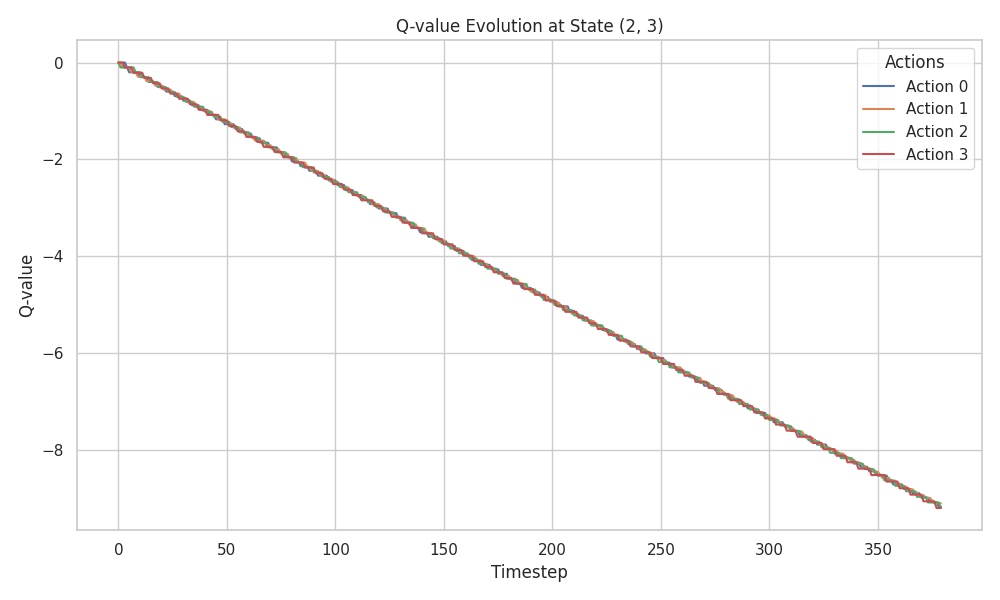 Q-value Evolution at State (2, 3)
Actions
Action 0
Action 1
Action 2
Action 3
Q-value
0
−2
−4
−6
−8
0 50 100 150 200 250 300 350
Timestep